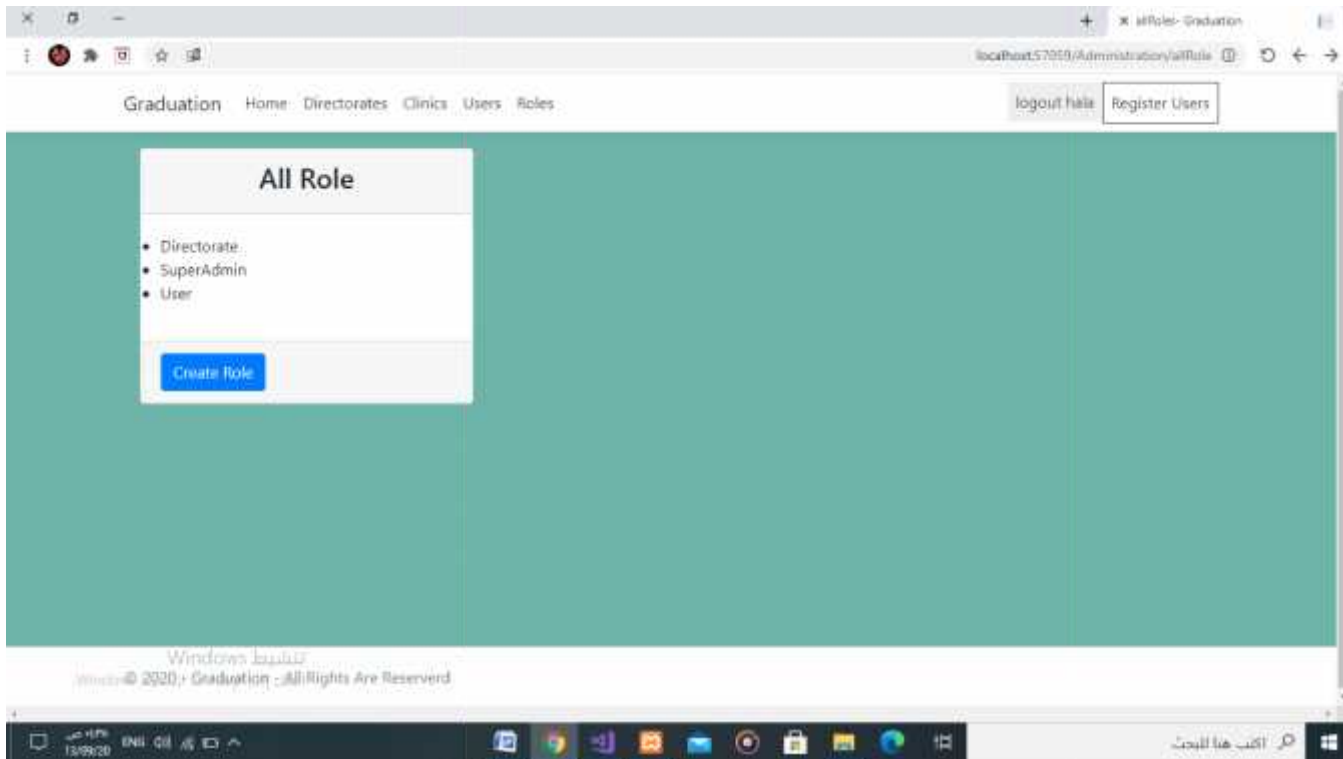 allRoles- Graduation
localhost:57059/Administration/allRole
Graduation Home Directorates Clinics Users Roles logout hala Register Users
All Role
Directorate
SuperAdmin
User
Create Role
تنشيط Windows
© 2020 - Graduation - All Rights Are Reserverd
ENG
اكتب هنا للبحث